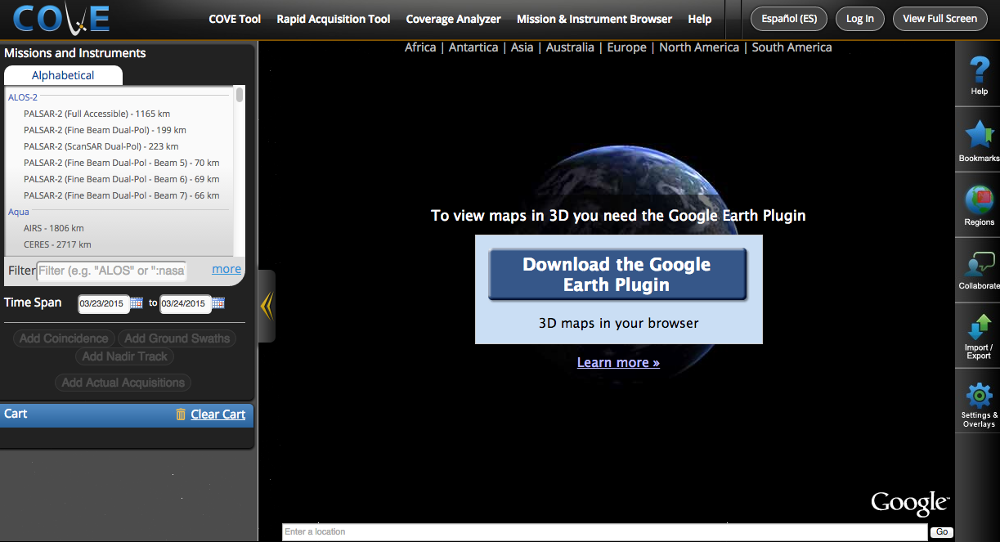 COVE
COVE Tool Rapid Acquisition Tool Coverage Analyzer Mission & Instrument Browser Help
Español (ES) Log In View Full Screen
Missions and Instruments
Alphabetical
ALOS-2
PALSAR-2 (Full Accessible) - 1165 km
PALSAR-2 (Fine Beam Dual-Pol) - 199 km
PALSAR-2 (ScanSAR Dual-Pol) - 223 km
PALSAR-2 (Fine Beam Dual-Pol - Beam 5) - 70 km
PALSAR-2 (Fine Beam Dual-Pol - Beam 6) - 69 km
PALSAR-2 (Fine Beam Dual-Pol - Beam 7) - 66 km
Aqua
AIRS - 1806 km
CERES - 2717 km
Filter Filter (e.g. "ALOS" or ":nasa more
Time Span 03/23/2015 to 03/24/2015
Add Coincidence Add Ground Swaths
Add Nadir Track
Add Actual Acquisitions
Cart Clear Cart
Africa | Antartica | Asia | Australia | Europe | North America | South America
To view maps in 3D you need the Google Earth Plugin
Download the Google
Earth Plugin
3D maps in your browser
Learn more »
Google™
Enter a location Go
Help
Bookmarks
Regions
Collaborate
Import /
Export
Settings &
Overlays